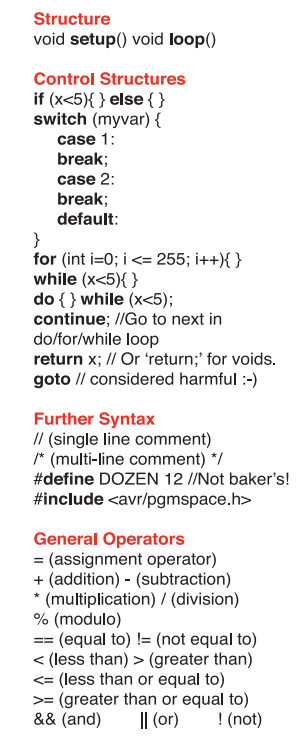 Structure
void setup() void loop()
Control Structures
if (x<5){ } else { }
switch (myvar) {
case 1:
break;
case 2:
break;
default:
}
for (int i=0; i <= 255; i++){ }
while (x<5){ }
do { } while (x<5);
continue; //Go to next in
do/for/while loop
return x; // Or ‘return;’ for voids.
goto // considered harmful :-)
Further Syntax
// (single line comment)
/* (multi-line comment) */
#define DOZEN 12 //Not baker's!
#include <avr/pgmspace.h>
General Operators
= (assignment operator)
+ (addition) - (subtraction)
* (multiplication) / (division)
% (modulo)
== (equal to) != (not equal to)
< (less than) > (greater than)
<= (less than or equal to)
>= (greater than or equal to)
&& (and) || (or) ! (not)